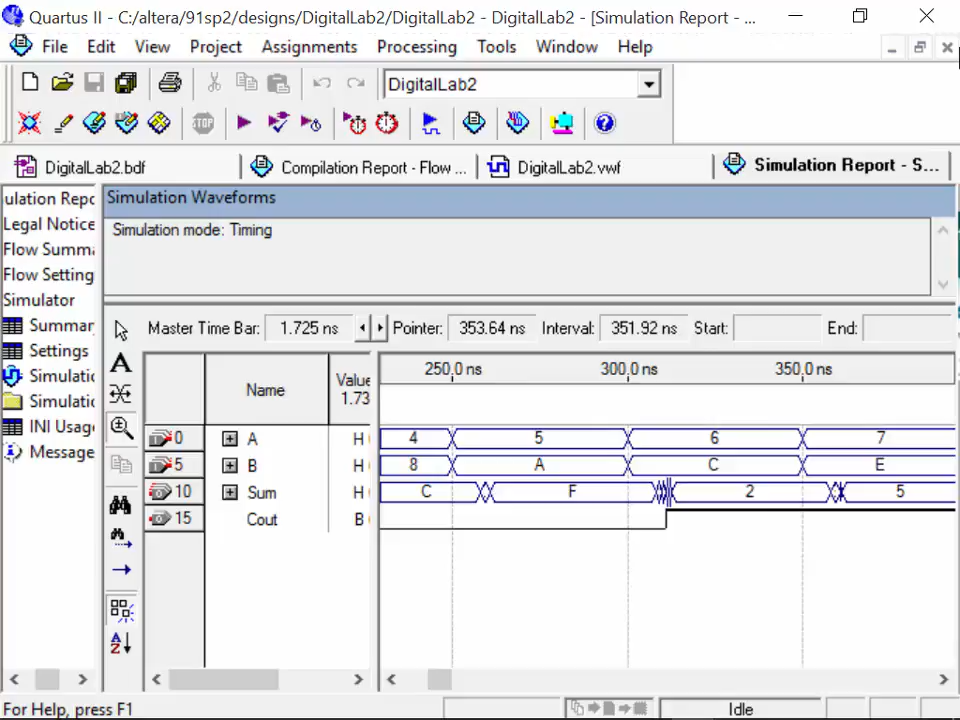 Quartus II - C:/altera/91sp2/designs/DigitalLab2/DigitalLab2 - DigitalLab2 - [Simulation Report - ...
File Edit View Project Assignments Processing Tools Window Help
DigitalLab2
STOP
DigitalLab2.bdf Compilation Report - Flow ... DigitalLab2.vwf Simulation Report - S...
ulation Repo
Legal Notice
Flow Summa
Flow Setting
Simulator
Summar
Settings
Simulatic
Simulatic
INI Usag
Message
Simulation Waveforms
Simulation mode: Timing
Master Time Bar: 1.725 ns Pointer: 353.64 ns Interval: 351.92 ns Start: End:
Name Value 1.73 250.0 ns 300.0 ns 350.0 ns
0 A H 4 5 6 7
5 B H 8 A C E
10 Sum H C F 2 5
15 Cout B
For Help, press F1 Idle